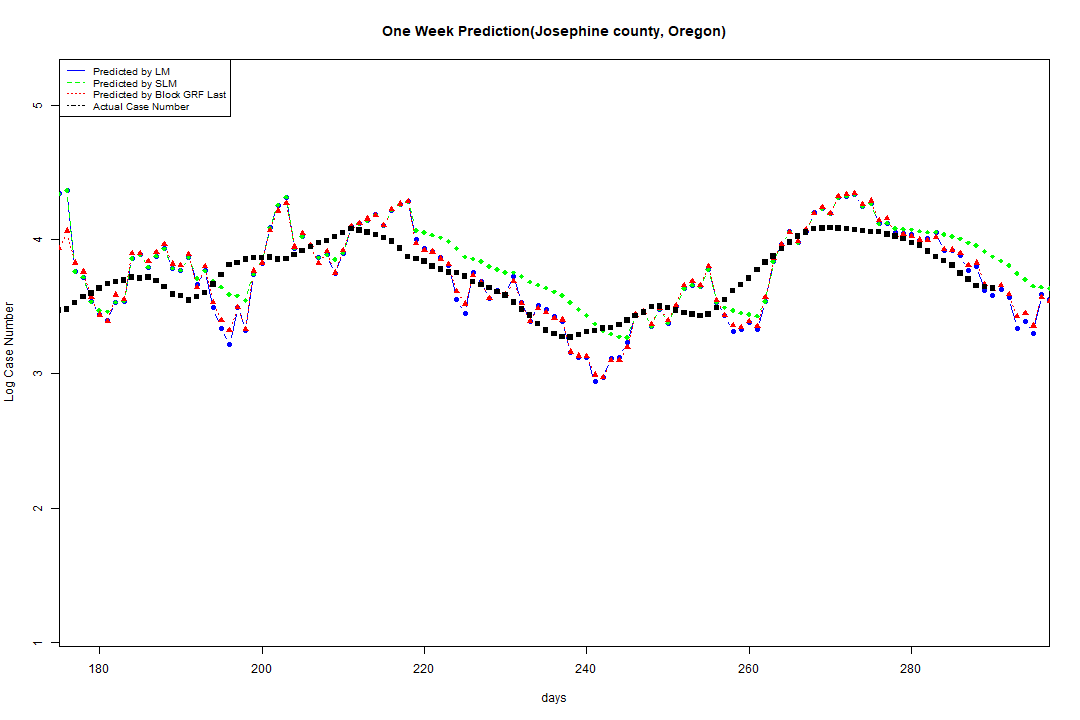 One Week Prediction(Josephine county, Oregon)
Predicted by LM
Predicted by SLM
Predicted by Block GRF Last
Actual Case Number
5
4
3
2
1
Log Case Number
180 200 220 240 260 280
days